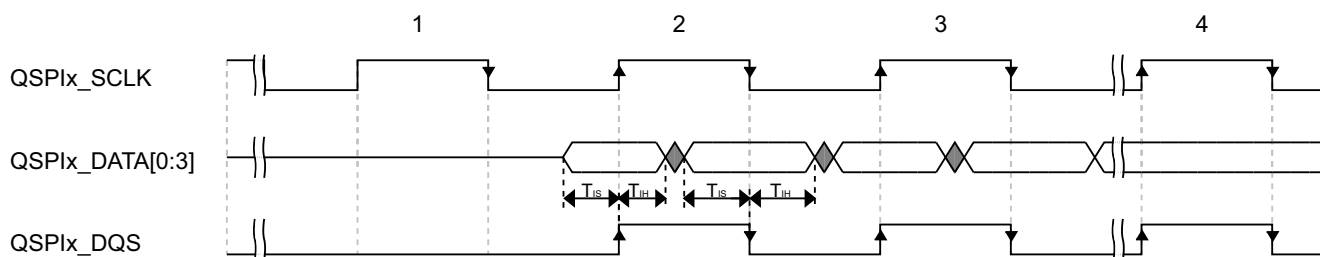 1 2 3 4
QSPIx_SCLK
QSPIx_DATA[0:3]
TIS TIH TIS TIH
QSPIx_DQS